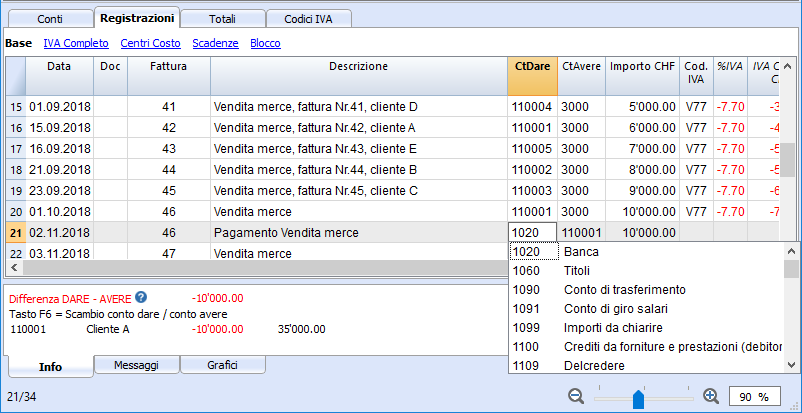 Conti Registrazioni Totali Codici IVA
Base IVA Completo Centri Costo Scadenze Blocco
Data Doc Fattura Descrizione CtDare CtAvere Importo CHF Cod. IVA %IVA IVA C
15 01.09.2018 41 Vendita merce, fattura Nr.41, cliente D 110004 3000 5'000.00 V77 -7.70 -3
16 15.09.2018 42 Vendita merce, fattura Nr.42, cliente A 110001 3000 6'000.00 V77 -7.70 -4
17 16.09.2018 43 Vendita merce, fattura Nr.43, cliente E 110005 3000 7'000.00 V77 -7.70 -5
18 21.09.2018 44 Vendita merce, fattura Nr.44, cliente B 110002 3000 8'000.00 V77 -7.70 -5
19 23.09.2018 45 Vendita merce, fattura Nr.45, cliente C 110003 3000 9'000.00 V77 -7.70 -6
20 01.10.2018 46 Vendita merce 110001 3000 10'000.00 V77 -7.70 -7
21 02.11.2018 46 Pagamento Vendita merce 1020 110001 10'000.00
22 03.11.2018 47 Vendita merce
1020 Banca
1060 Titoli
1090 Conto di trasferimento
1091 Conto di giro salari
1099 Importi da chiarire
1100 Crediti da forniture e prestazioni (debitor
1109 Delcredere
Differenza DARE - AVERE ? -10'000.00
Tasto F6 = Scambio conto dare / conto avere
110001 Cliente A -10'000.00 35'000.00
Info Messaggi Grafici
21/34 90 %